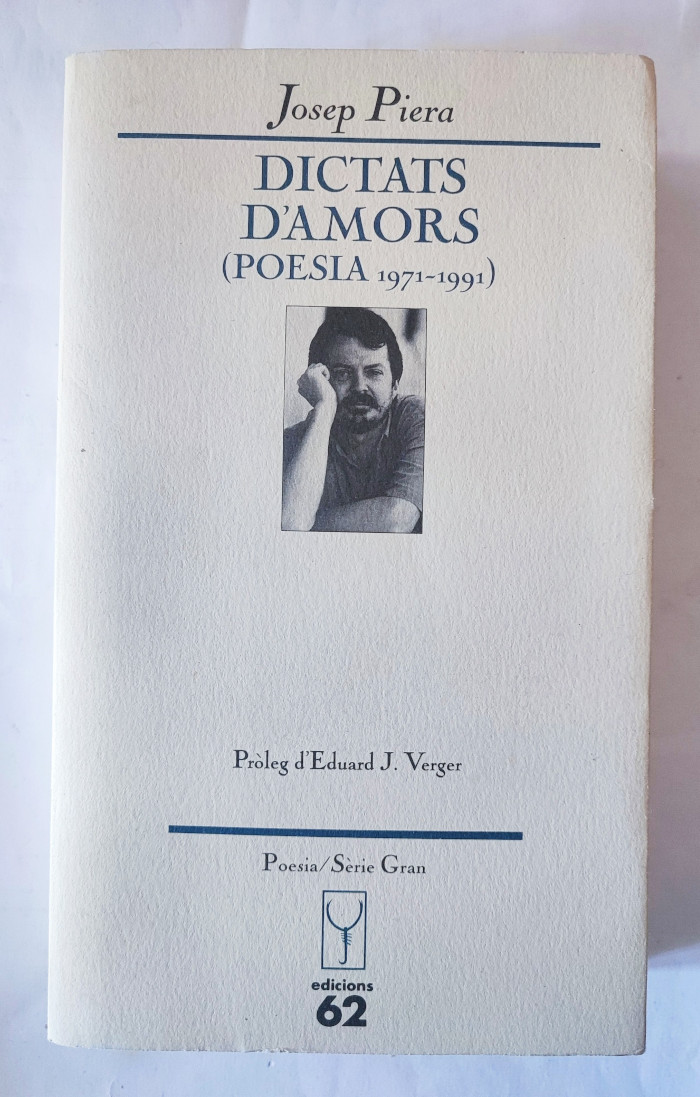 Josep Piera
DICTATS
D'AMORS
(POESIA 1971-1991)
Pròleg d'Eduard J. Verger
Poesia/Sèrie Gran
edicions
62